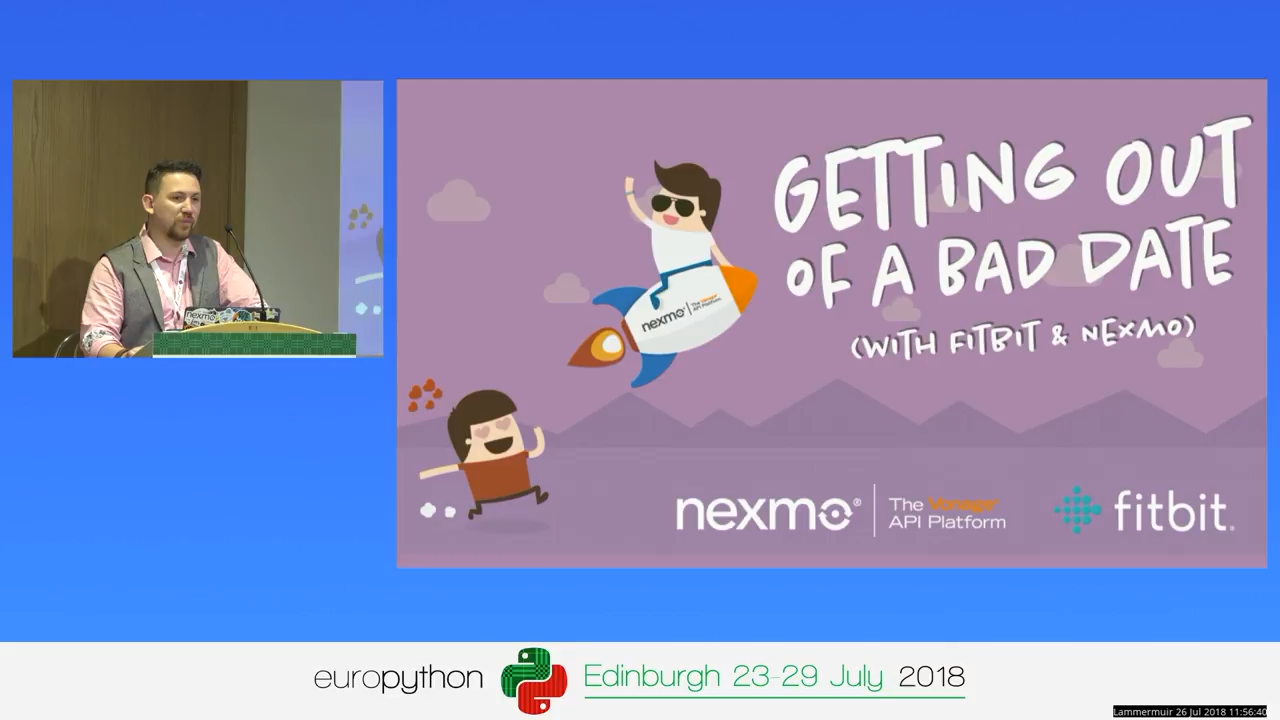 GETTING OUT
OF A BAD DATE
(WITH FITBIT & NEXMO)
nexmo | The Vonage API Platform
nexmo® | The Vonage
API Platform
fitbit®
nexmo
europython Edinburgh 23-29 July 2018
Lammermuir 26 Jul 2018 11:56:40